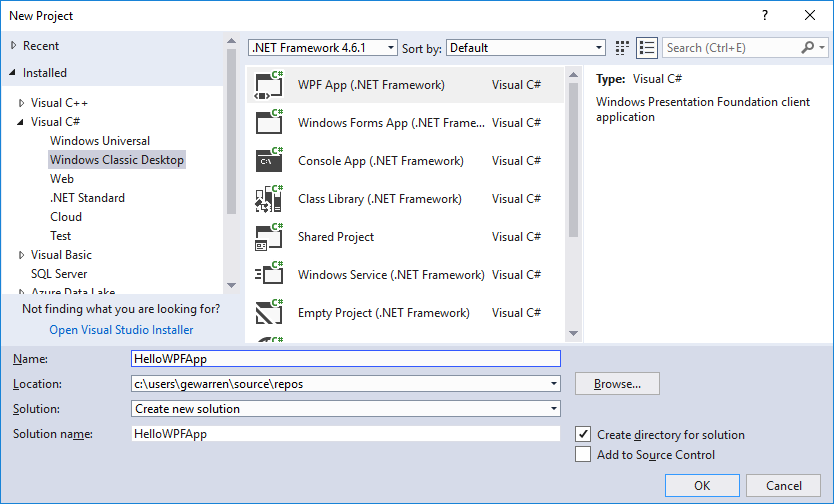 New Project
?
Recent
Installed
Visual C++
Visual C#
Windows Universal
Windows Classic Desktop
Web
.NET Standard
Cloud
Test
Visual Basic
SQL Server
Azure Data Lake
Not finding what you are looking for?
Open Visual Studio Installer
.NET Framework 4.6.1 Sort by: Default
Search (Ctrl+E)
C# WPF App (.NET Framework) Visual C#
C# Windows Forms App (.NET Frame... Visual C#
C# C:\ Console App (.NET Framework) Visual C#
C# Class Library (.NET Framework) Visual C#
C# Shared Project Visual C#
C# Windows Service (.NET Framework) Visual C#
C# Empty Project (.NET Framework) Visual C#
C#
Type: Visual C#
Windows Presentation Foundation client
application
Name: HelloWPFApp
Location: c:\users\gewarren\source\repos Browse...
Solution: Create new solution
Solution name: HelloWPFApp
Create directory for solution
Add to Source Control
OK Cancel